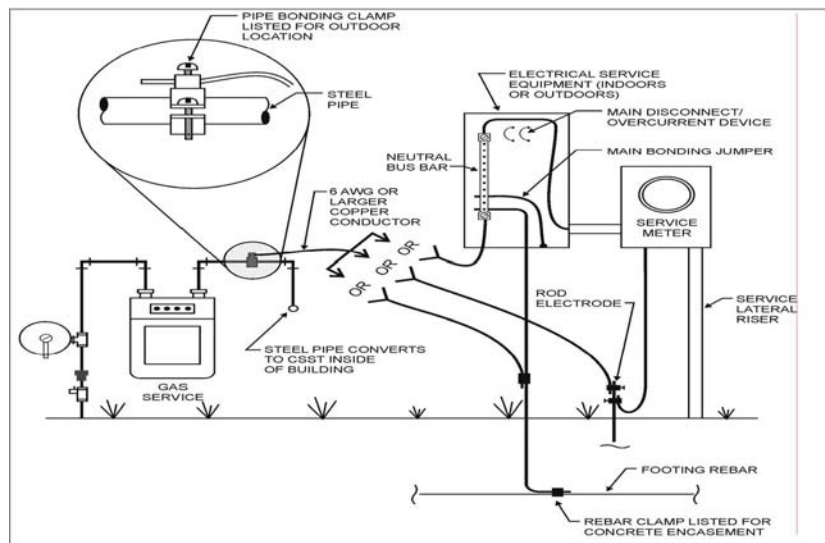 PIPE BONDING CLAMP
LISTED FOR OUTDOOR
LOCATION
STEEL
PIPE
ELECTRICAL SERVICE
EQUIPMENT (INDOORS
OR OUTDOORS)
MAIN DISCONNECT/
OVERCURRENT DEVICE
MAIN BONDING JUMPER
NEUTRAL
BUS BAR
6 AWG OR
LARGER
COPPER
CONDUCTOR
OR
OR
OR
SERVICE
METER
ROD
ELECTRODE
SERVICE
LATERAL
RISER
STEEL PIPE CONVERTS
TO CSST INSIDE
OF BUILDING
GAS
SERVICE
FOOTING REBAR
REBAR CLAMP LISTED FOR
CONCRETE ENCASEMENT